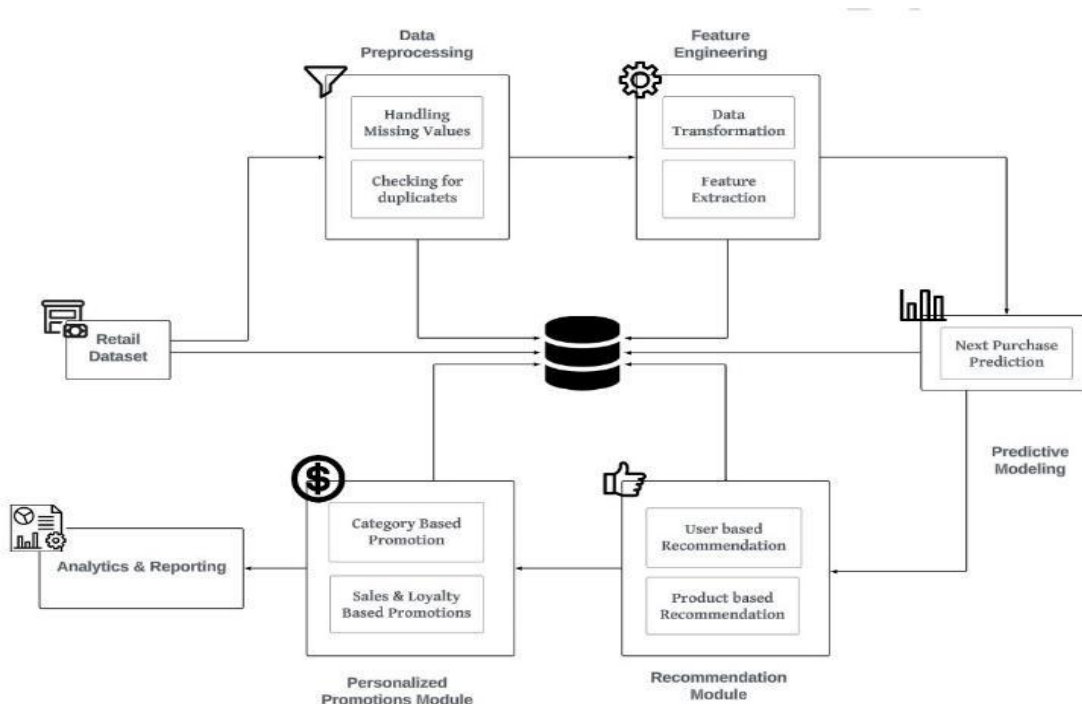 Data
Preprocessing
Feature
Engineering
Handling
Missing Values
Data
Transformation
Checking for
duplicatets
Feature
Extraction
Retail
Dataset
Next Purchase
Prediction
Predictive
Modeling
Category Based
Promotion
User based
Recommendation
Analytics & Reporting
Sales & Loyalty
Based Promotions
Product based
Recommendation
Personalized
Promotions Module
Recommendation
Module